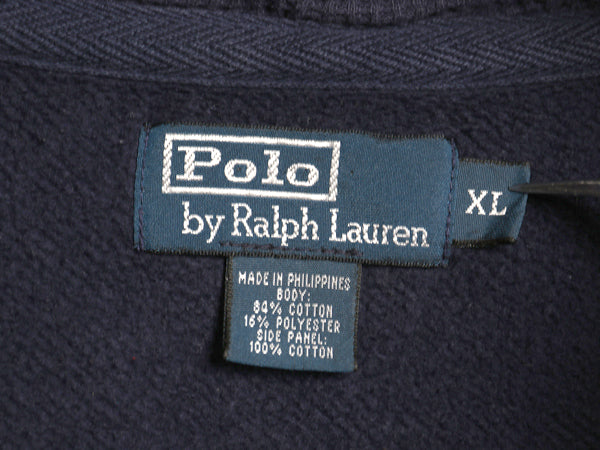 Polo
by Ralph Lauren
XL
MADE IN PHILIPPINES
BODY:
84% COTTON
16% POLYESTER
SIDE PANEL:
100% COTTON